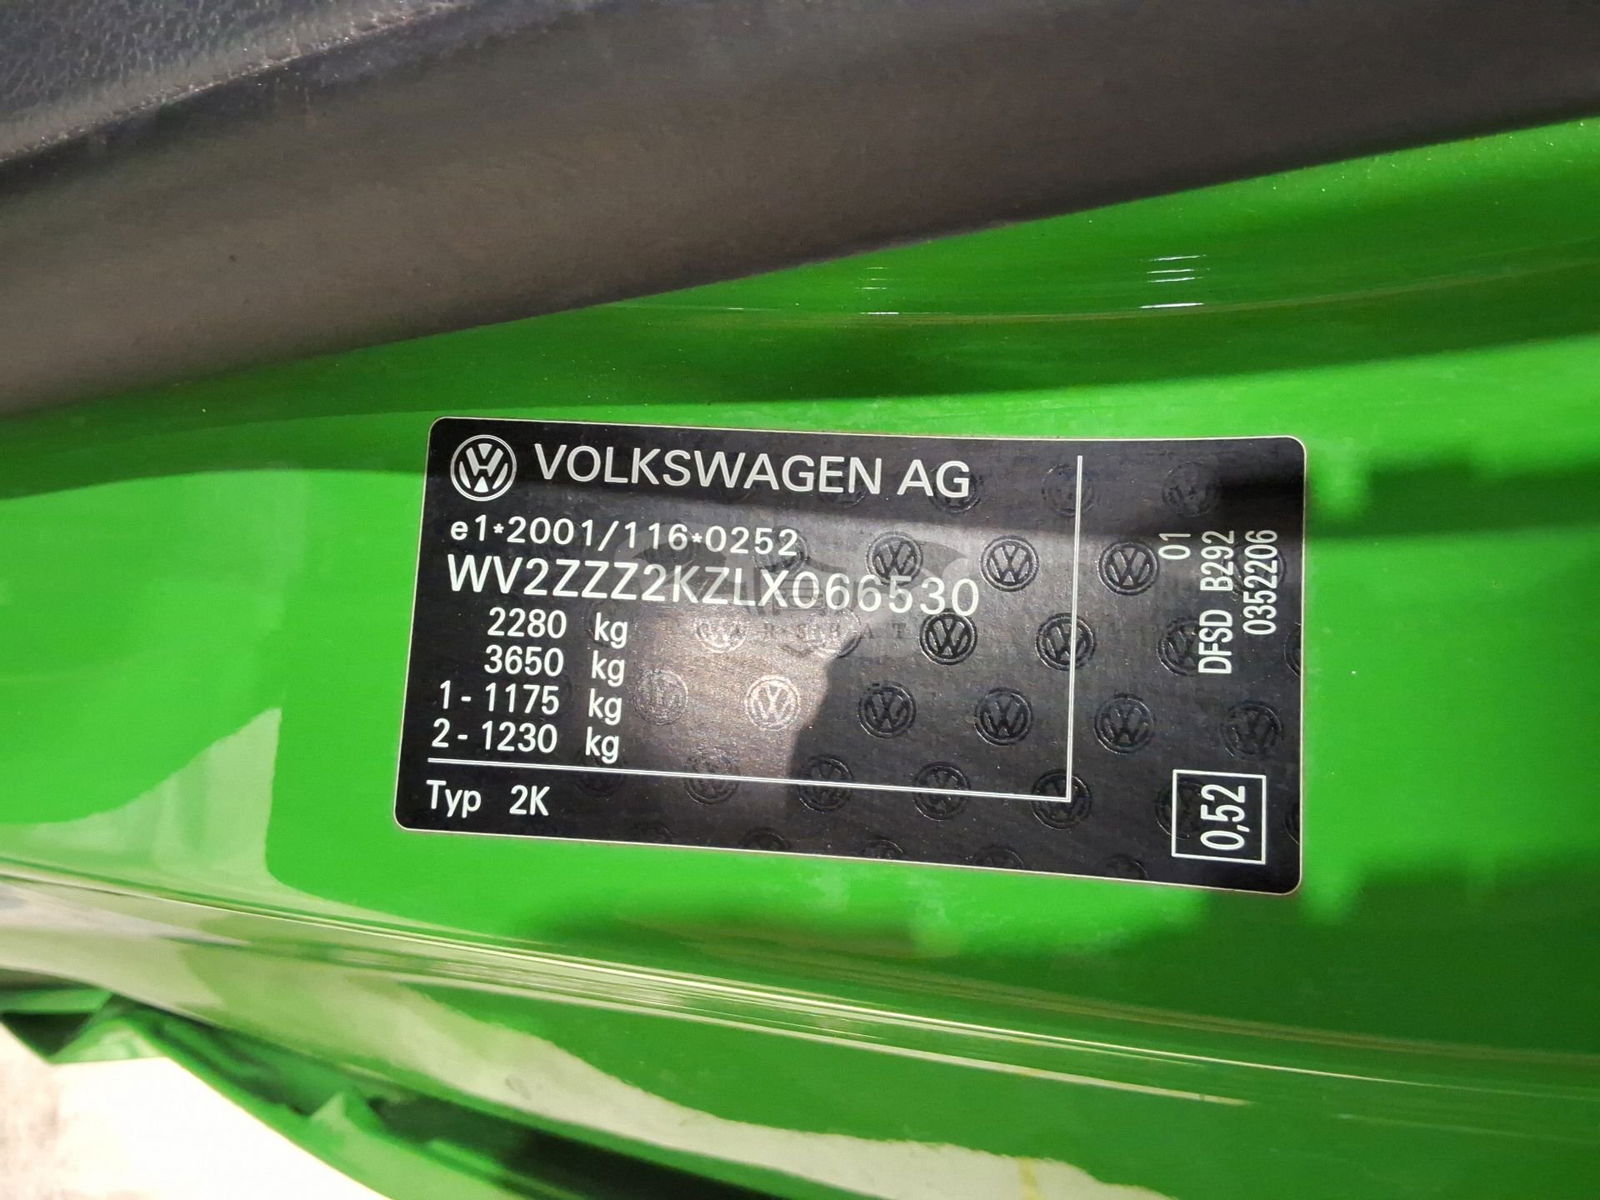 VOLKSWAGEN AG
e1*2001/116*0252
WV2ZZZ2KZLX066530
2280 kg
3650 kg
1 - 1175 kg
2 - 1230 kg
Typ 2K
01
DFSD B292
0352206
0,52